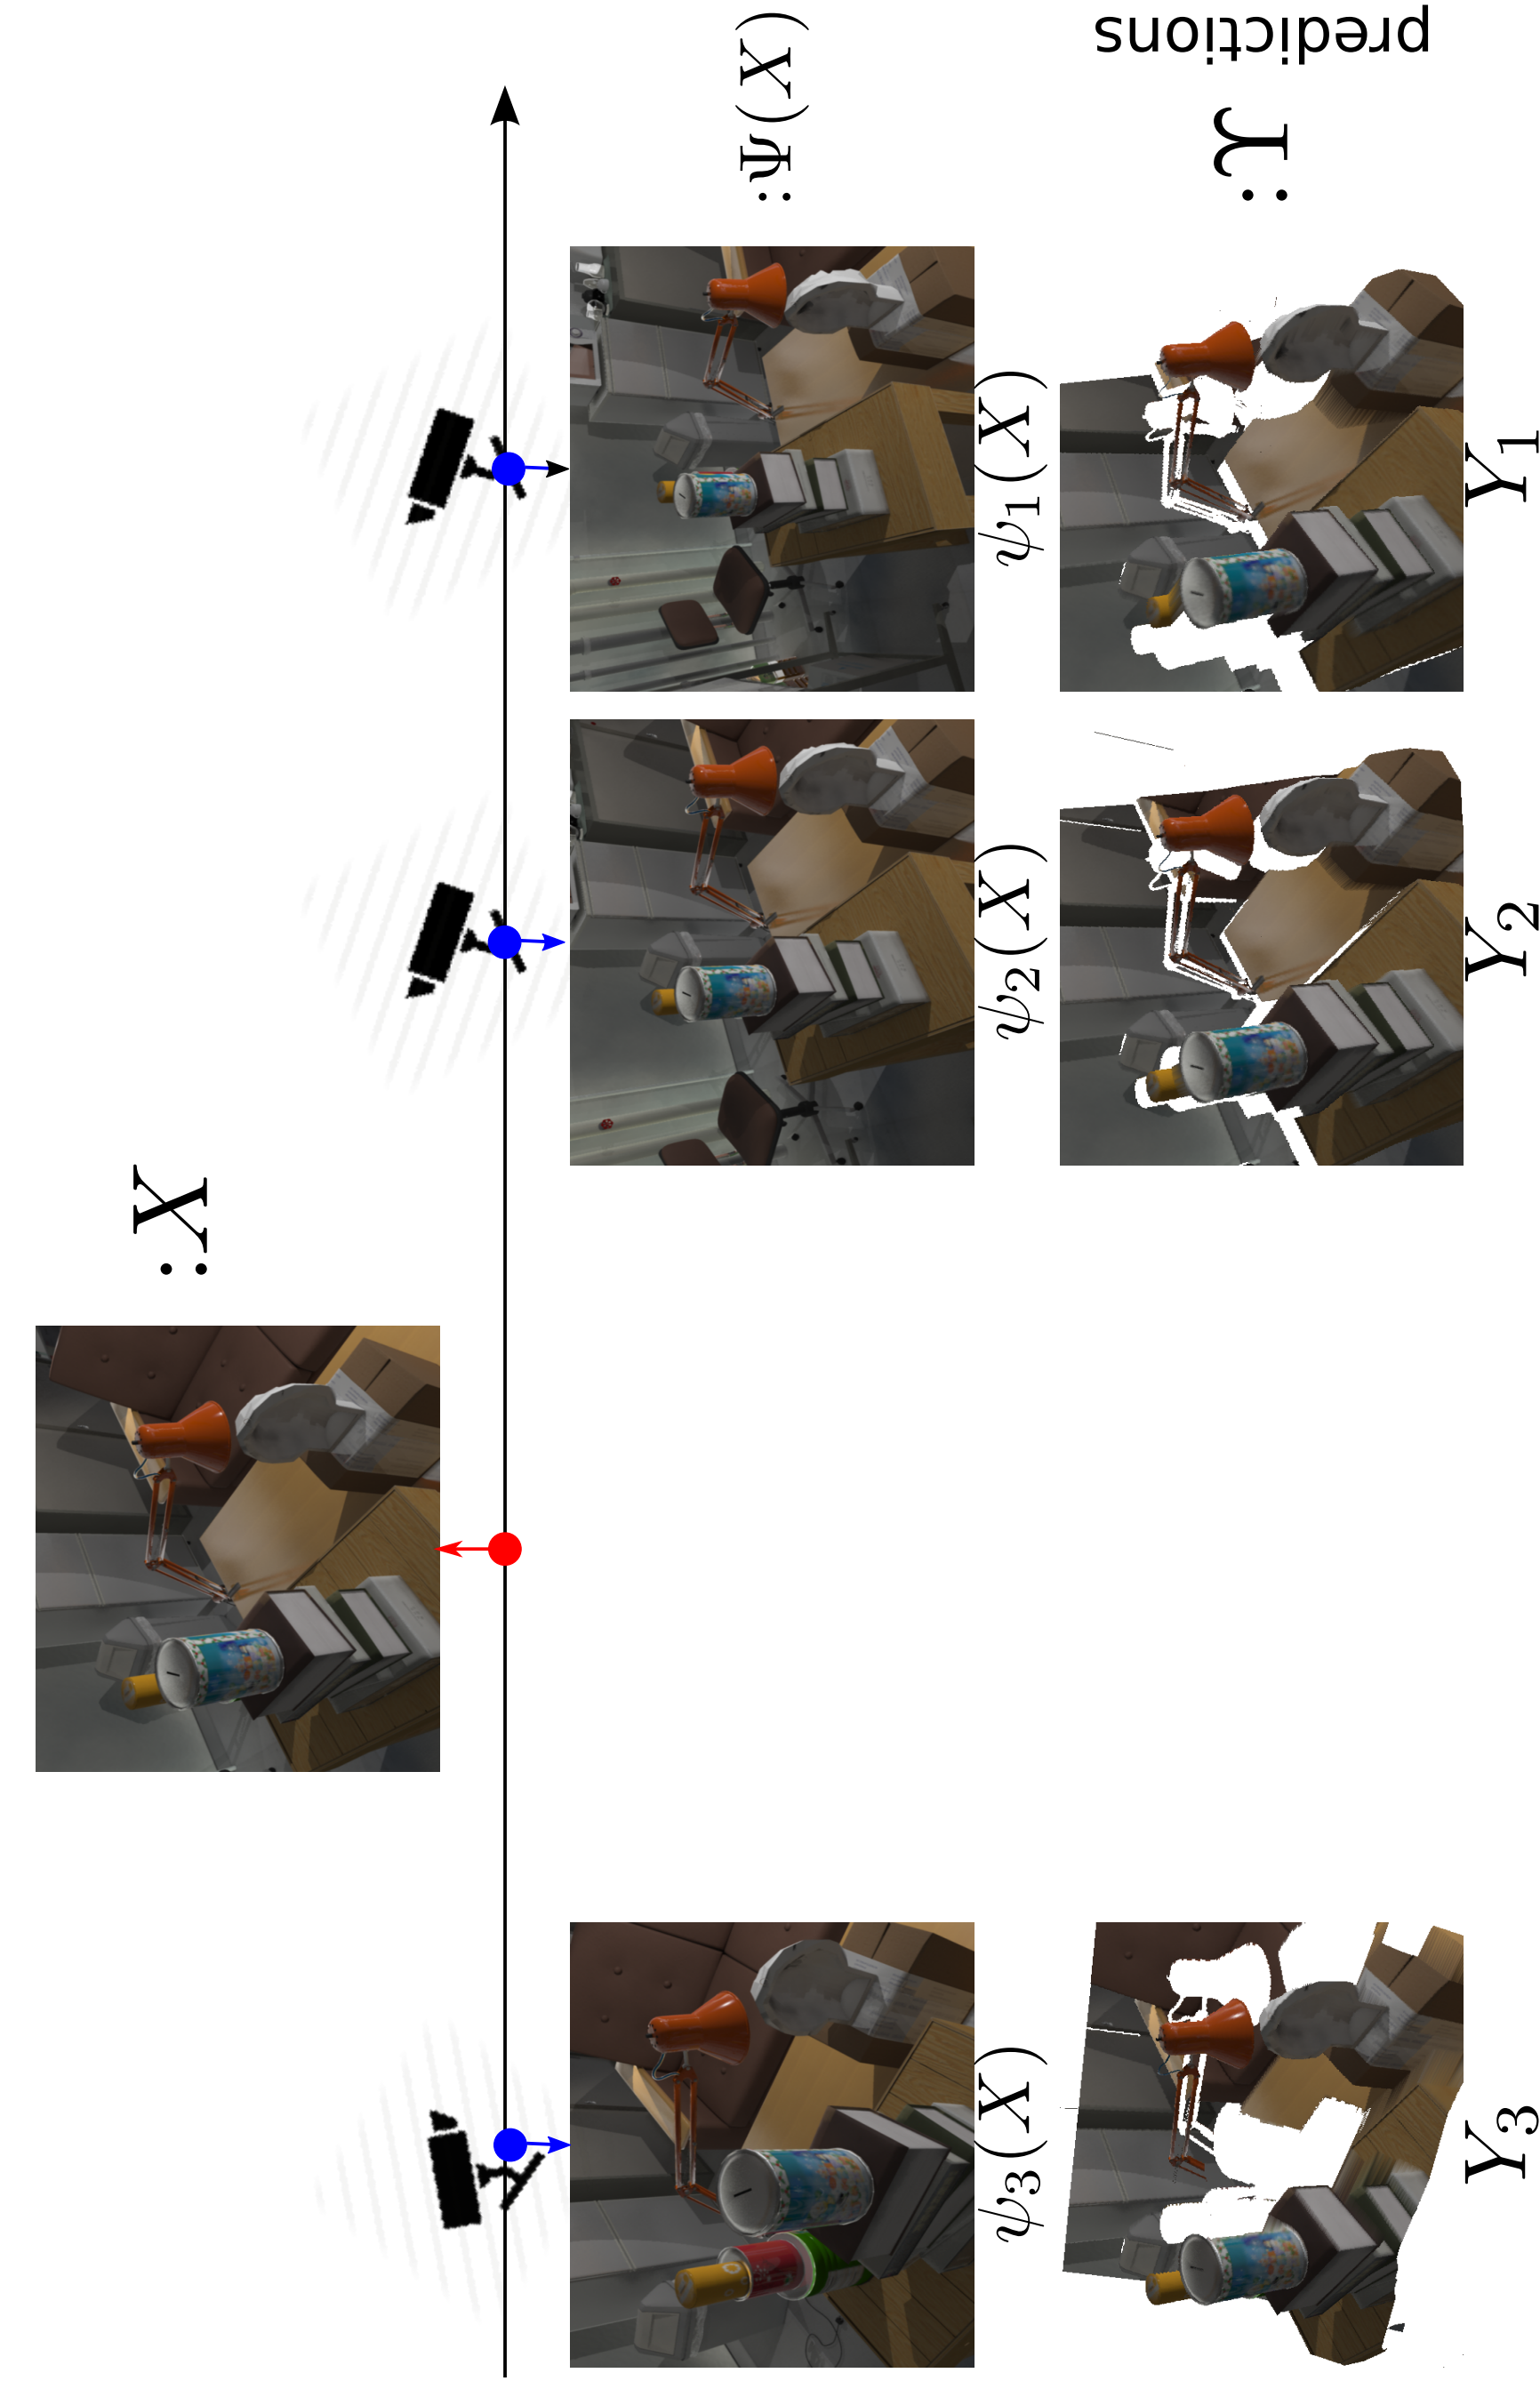 :X
:Ψ(X)
ψ₃(X) ψ₂(X) ψ₁(X)
:ϒ
predictions
Y₃ Y₂ Y₁